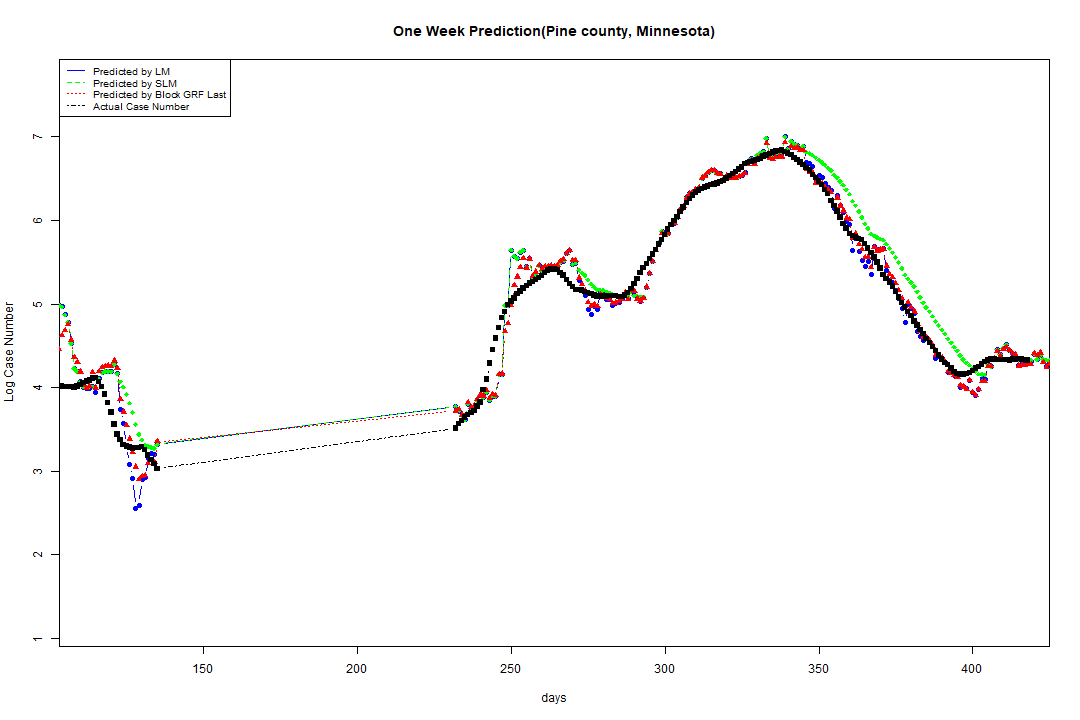 One Week Prediction(Pine county, Minnesota)
Predicted by LM
Predicted by SLM
Predicted by Block GRF Last
Actual Case Number
Log Case Number
7
6
5
4
3
2
1
150 200 250 300 350 400
days